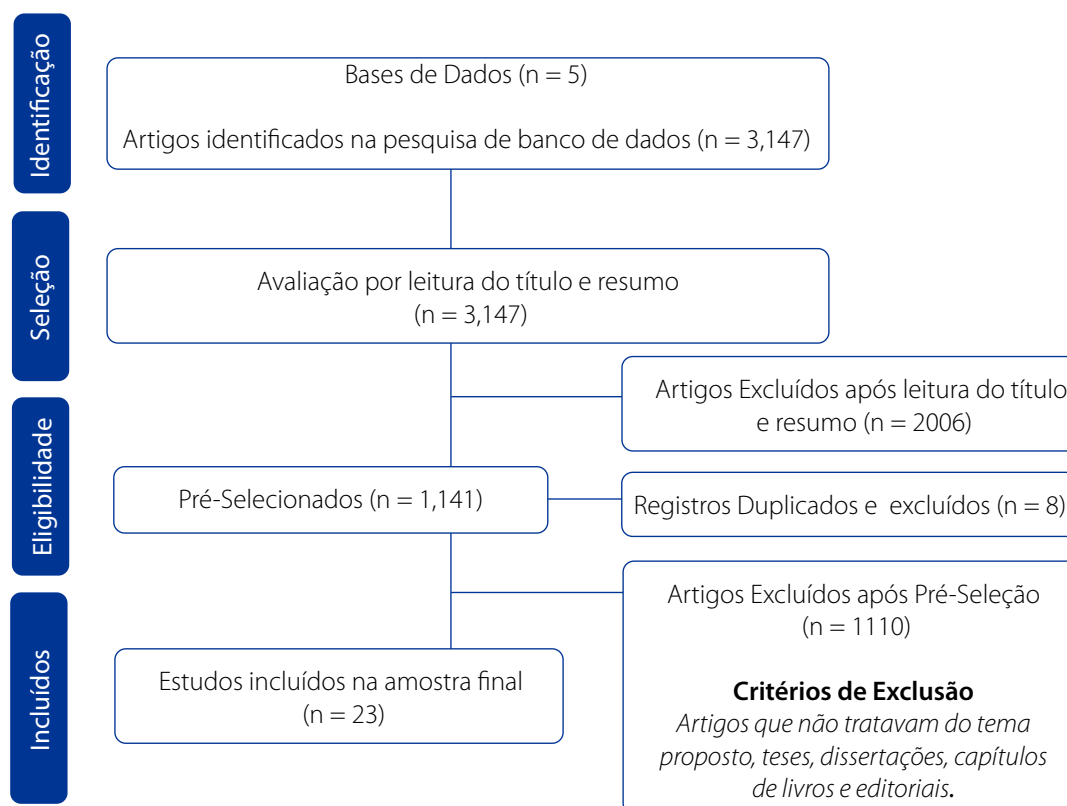 Identificação
Bases de Dados (n = 5)
Artigos identificados na pesquisa de banco de dados (n = 3,147)
Seleção
Avaliação por leitura do título e resumo
(n = 3,147)
Artigos Excluídos após leitura do título
e resumo (n = 2006)
Eligibilidade
Pré-Selecionados (n = 1,141)
Registros Duplicados e excluídos (n = 8)
Artigos Excluídos após Pré-Seleção
(n = 1110)
Critérios de Exclusão
Artigos que não tratavam do tema
proposto, teses, dissertações, capítulos
de livros e editoriais.
Incluídos
Estudos incluídos na amostra final
(n = 23)